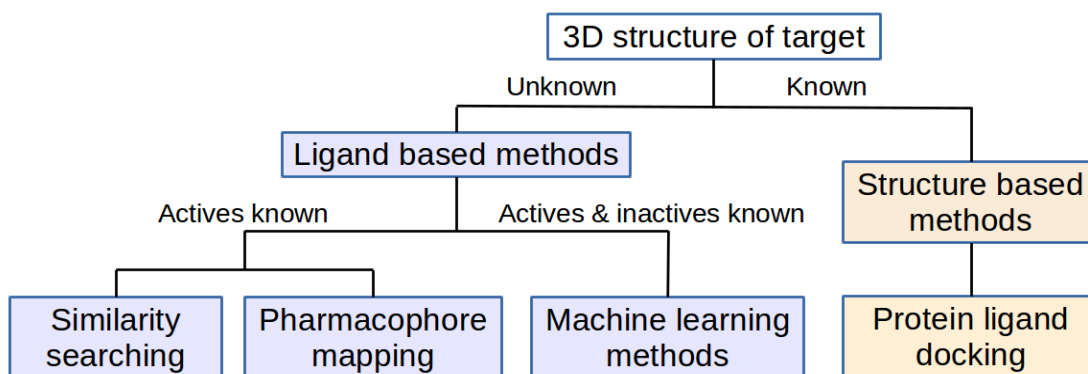 3D structure of target
Unknown
Known
Ligand based methods
Structure based
methods
Actives known
Actives & inactives known
Similarity
searching
Pharmacophore
mapping
Machine learning
methods
Protein ligand
docking